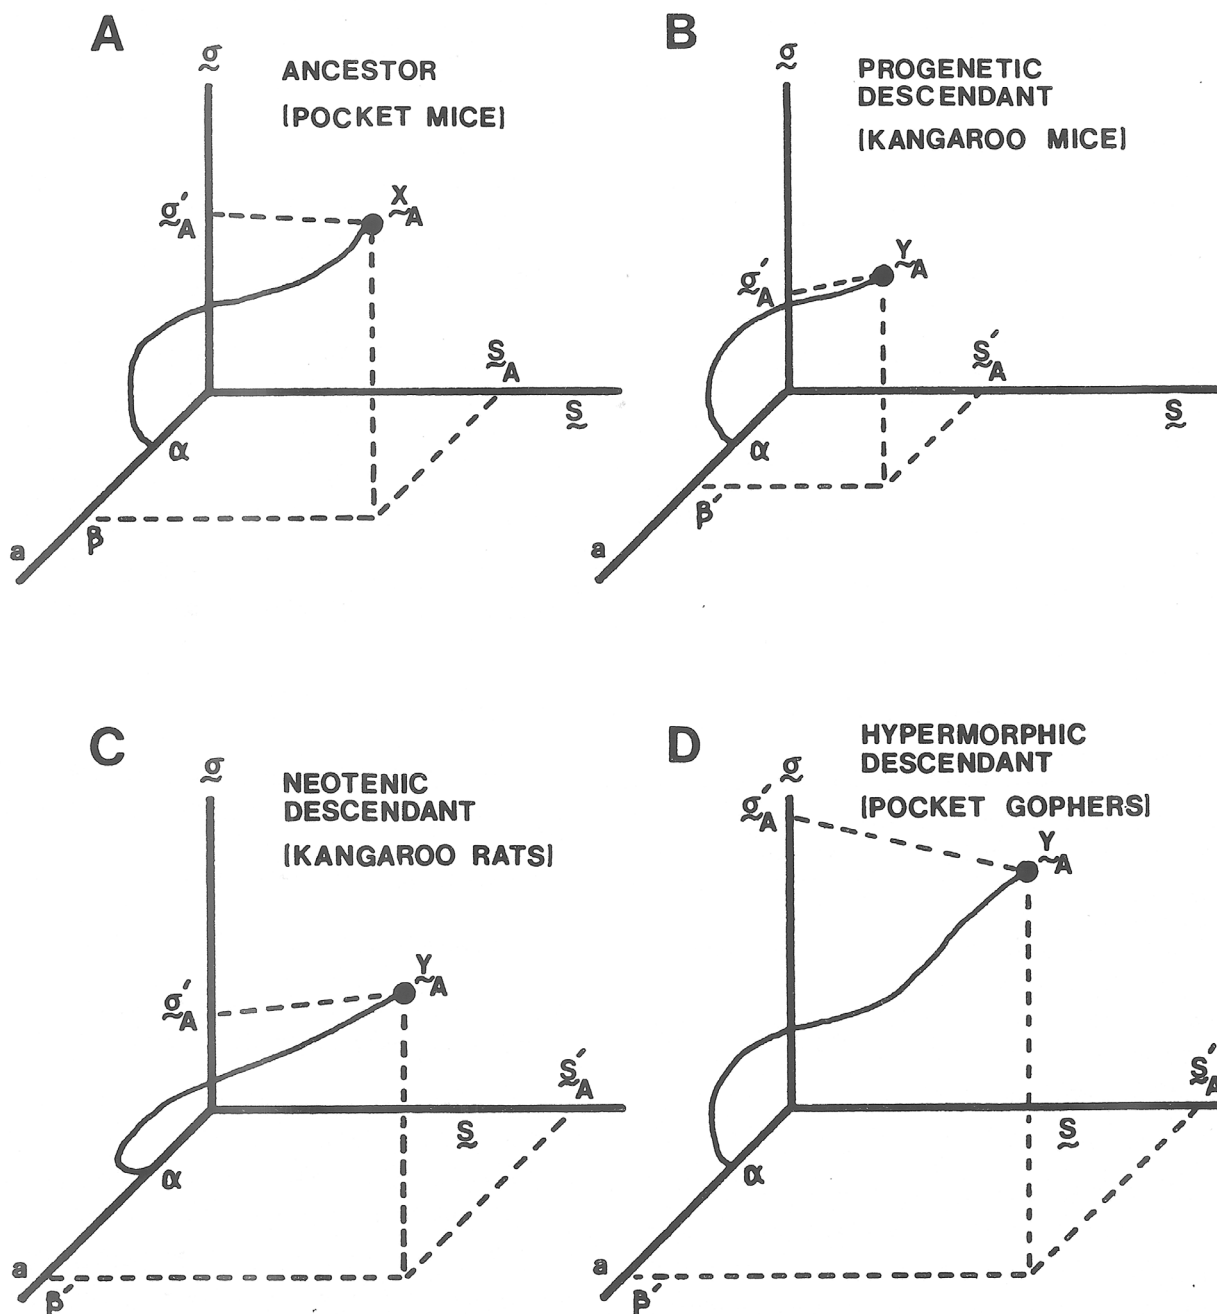 A
ANCESTOR
[POCKET MICE]
σ
σ′A
XA
SA
S
α
β
a
B
PROGENETIC
DESCENDANT
[KANGAROO MICE]
σ
σ′A
YA
S′A
S
α
β′
a
C
NEOTENIC
DESCENDANT
[KANGAROO RATS]
σ
σ′A
YA
S′A
S
α
a
β′
D
HYPERMORPHIC
DESCENDANT
[POCKET GOPHERS]
σ
σ′A
YA
S′A
S
α
a
β′